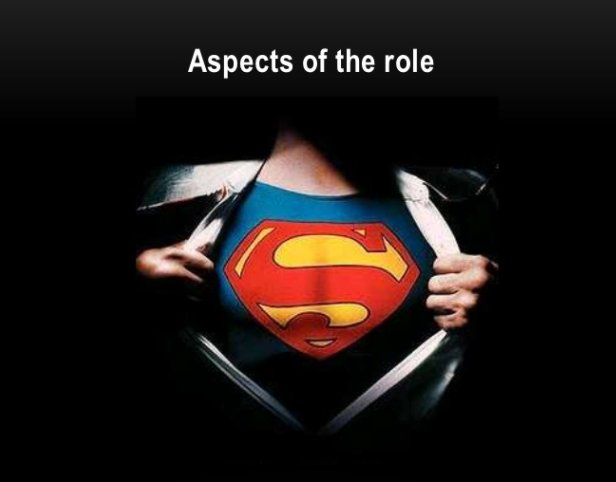 Aspects of the role
S